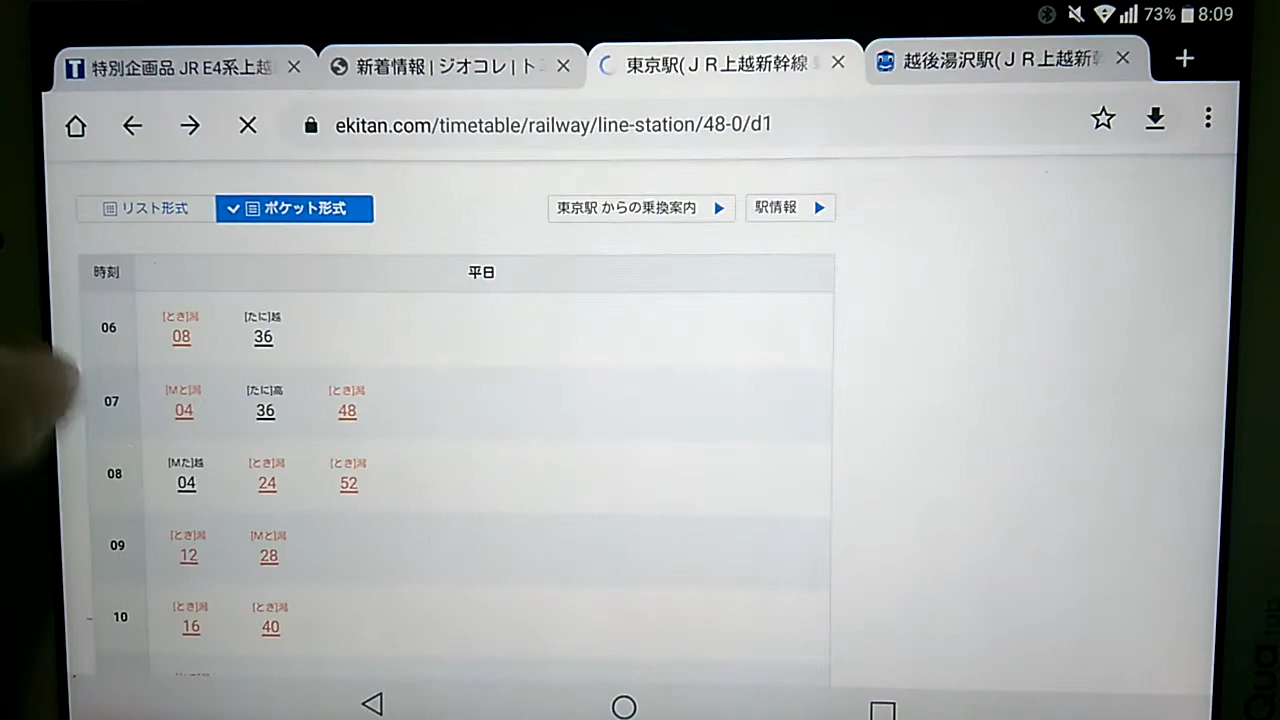 73% 8:09
特別企画品 JR E4系上越
新着情報 | ジオコレ | ト
東京駅(ＪＲ上越新幹線
越後湯沢駅(ＪＲ上越新幹
ekitan.com/timetable/railway/line-station/48-0/d1
リスト形式 ポケット形式 東京駅 からの乗換案内 駅情報
時刻 平日
[とき]潟 [たに]越
06 08 36
[Mと]潟 [たに]高 [とき]潟
07 04 36 48
[Mた]越 [とき]潟 [とき]潟
08 04 24 52
[とき]潟 [Mと]潟
09 12 28
[とき]潟 [とき]潟
10 16 40
Qua